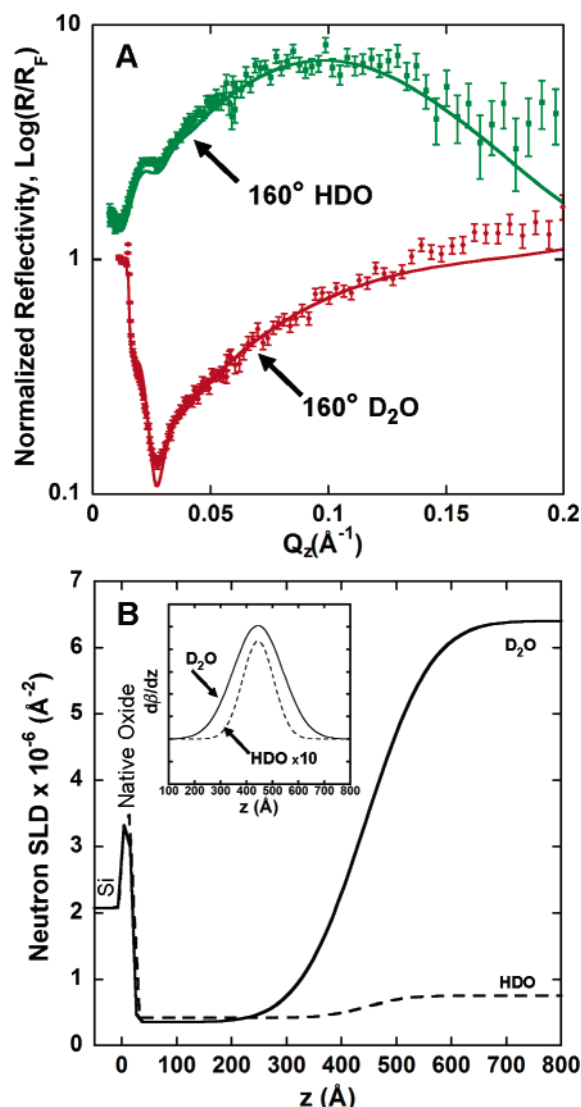 A
Normalized Reflectivity, Log(R/R_F)
10
1
0.1
160° HDO
160° D₂O
0 0.05 0.1 0.15 0.2
Q_z(Å⁻¹)
B
Neutron SLD x 10⁻⁶ (Å⁻²)
7
6
5
4
3
2
1
0
Si
Native Oxide
D₂O
HDO
dβ/dz
D₂O
HDO x10
100 200 300 400 500 600 700 800
z (Å)
0 100 200 300 400 500 600 700 800
z (Å)